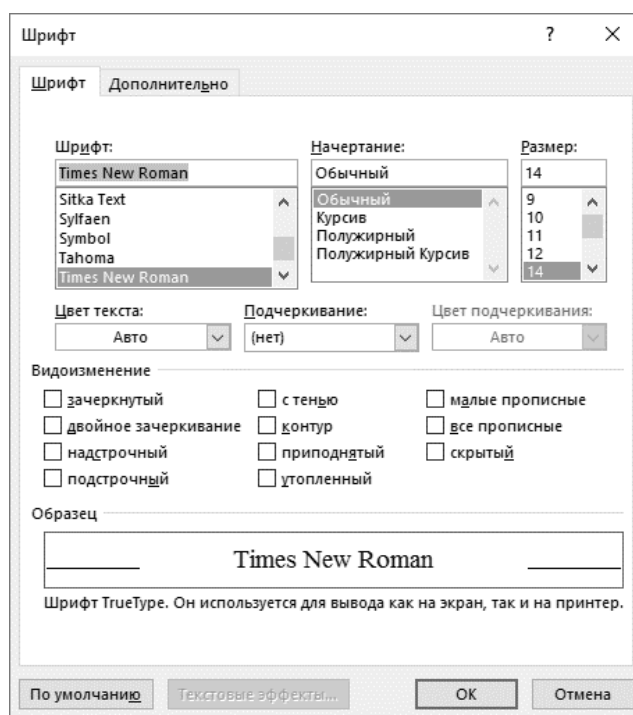 Шрифт ?
Шрифт Дополнительно
Шрифт: Начертание: Размер:
Times New Roman Обычный 14
Sitka Text Обычный 9
Sylfaen Курсив 10
Symbol Полужирный 11
Tahoma Полужирный Курсив 12
Times New Roman 14
Цвет текста: Подчеркивание: Цвет подчеркивания:
Авто (нет) Авто
Видоизменение
зачеркнутый с тенью малые прописные
двойное зачеркивание контур все прописные
надстрочный приподнятый скрытый
подстрочный утопленный
Образец
Times New Roman
Шрифт TrueType. Он используется для вывода как на экран, так и на принтер.
По умолчанию Текстовые эффекты... ОК Отмена